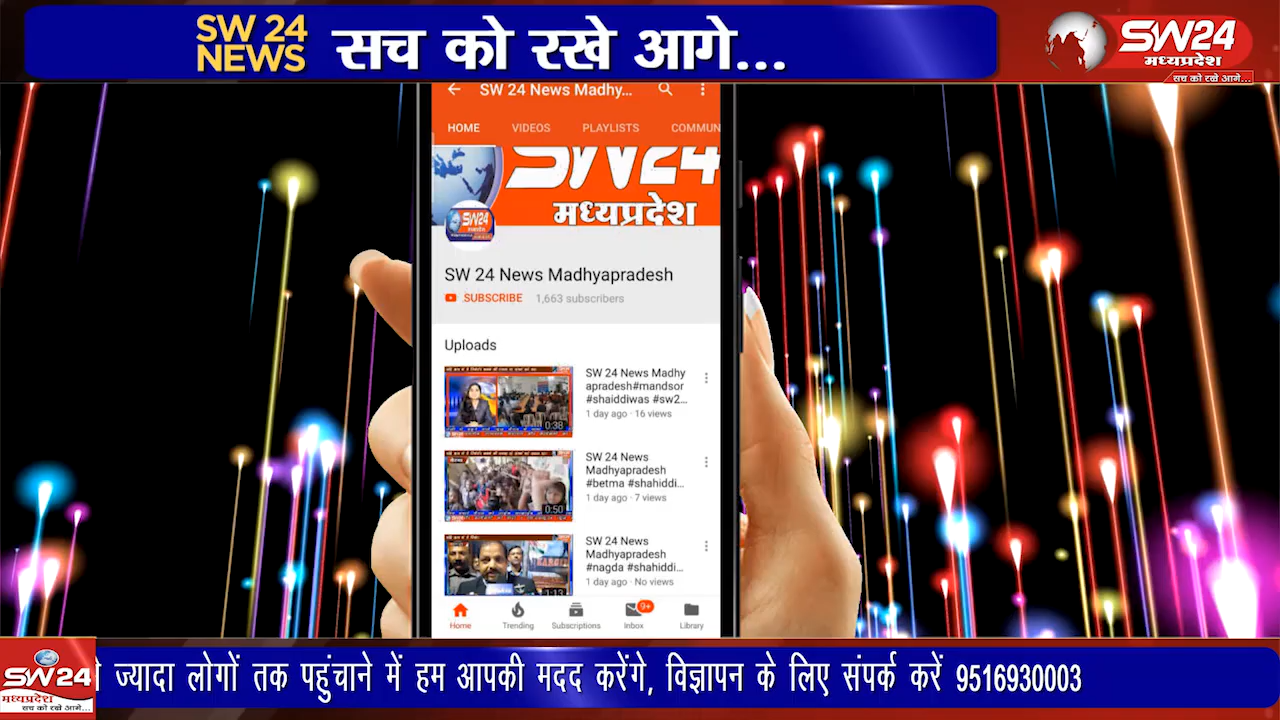 SW 24
NEWS
सच को रखे आगे...
SW24
मध्यप्रदेश
सच को रखे आगे...
SW 24 News Madhy...
HOME VIDEOS PLAYLISTS COMMUN
SW24
मध्यप्रदेश
SW24
SW 24 News Madhyapradesh
SUBSCRIBE 1,663 subscribers
Uploads
SW 24 News Madhy
apradesh#mandsor
#shaiddiwas #sw2...
1 day ago · 16 views
0:38
SW 24 News
Madhyapradesh
#betma #shahiddi...
1 day ago · 7 views
0:50
SW 24 News
Madhyapradesh
#nagda #shahiddi...
1 day ago · No views
1:13
9+
Home Trending Subscriptions Inbox Library
SW24
मध्यप्रदेश
सच को रखे आगे...
ज्यादा लोगों तक पहुंचाने में हम आपकी मदद करेंगे, विज्ञापन के लिए संपर्क करें 9516930003